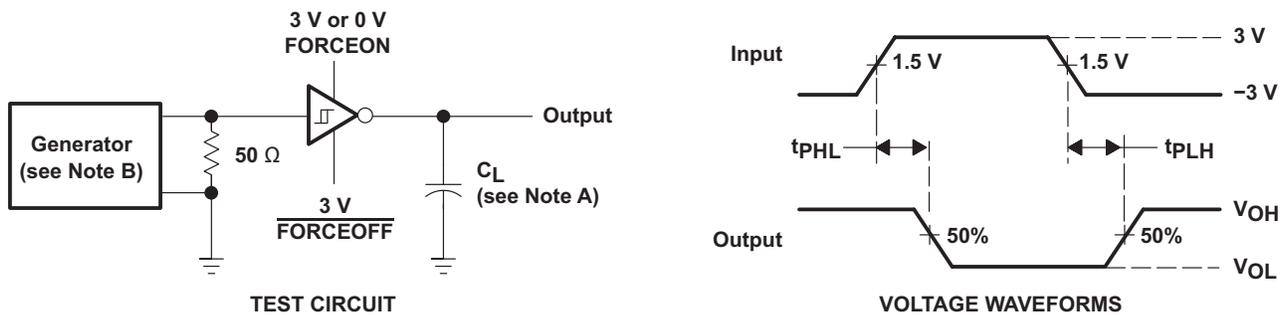 3 V or 0 V
FORCEON
Generator
(see Note B)
50 Ω
Output
CL
(see Note A)
3 V
FORCEOFF
TEST CIRCUIT
Input
1.5 V
1.5 V
3 V
−3 V
tPHL
tPLH
Output
50%
50%
VOH
VOL
VOLTAGE WAVEFORMS